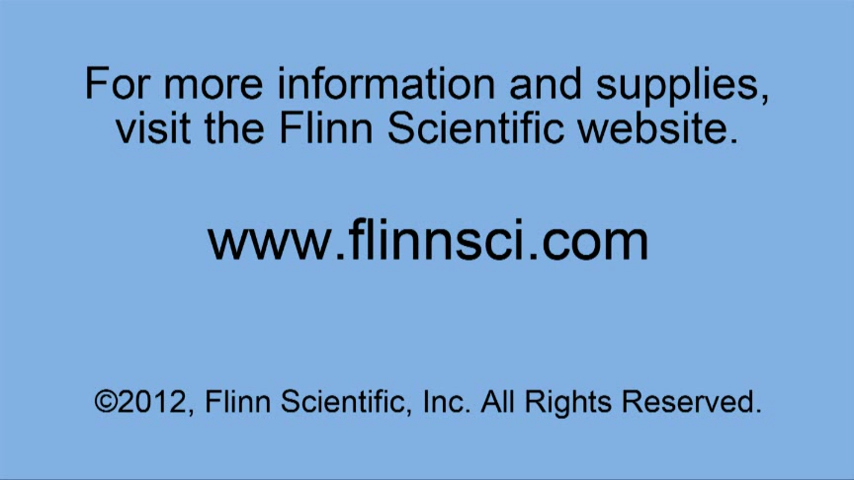 For more information and supplies,
visit the Flinn Scientific website.
www.flinnsci.com
©2012, Flinn Scientific, Inc. All Rights Reserved.